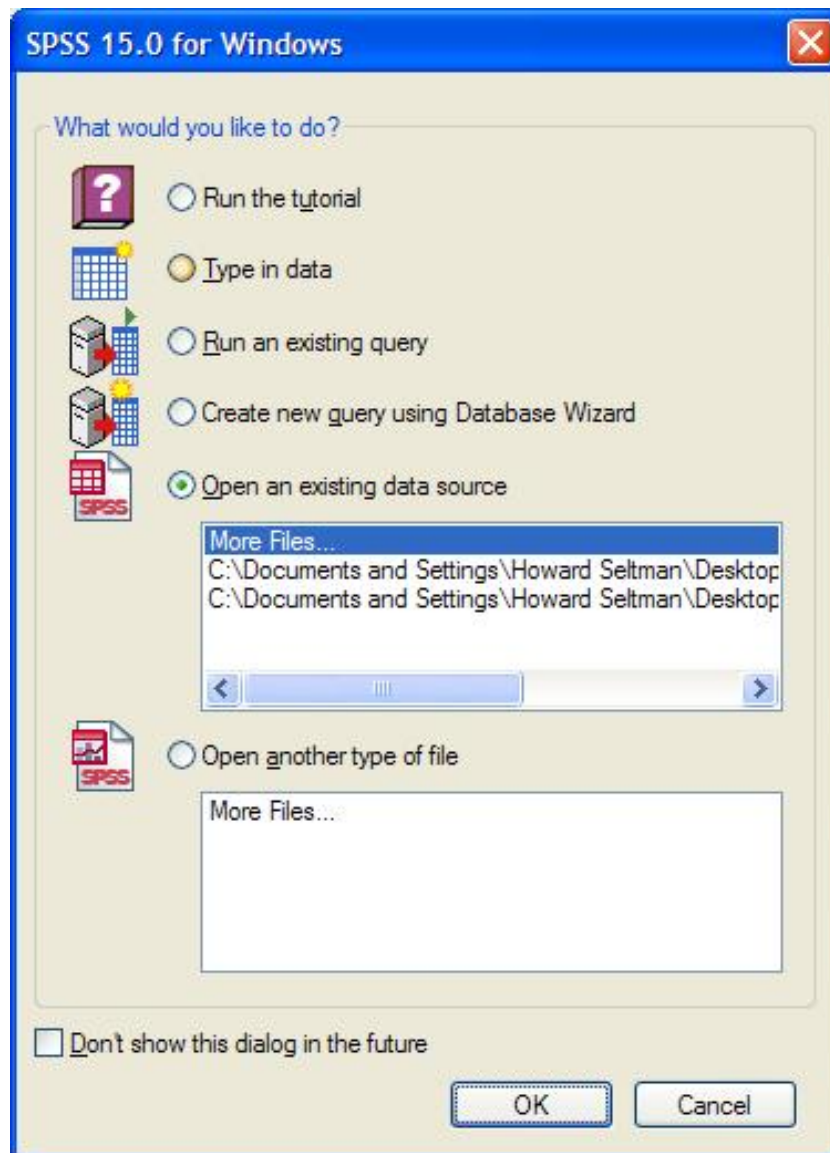 SPSS 15.0 for Windows
What would you like to do?
?
Run the tutorial
Type in data
Run an existing query
Create new query using Database Wizard
SPSS
Open an existing data source
More Files...
C:\Documents and Settings\Howard Seltman\Desktop
C:\Documents and Settings\Howard Seltman\Desktop
SPSS
Open another type of file
More Files...
Don't show this dialog in the future
OK Cancel